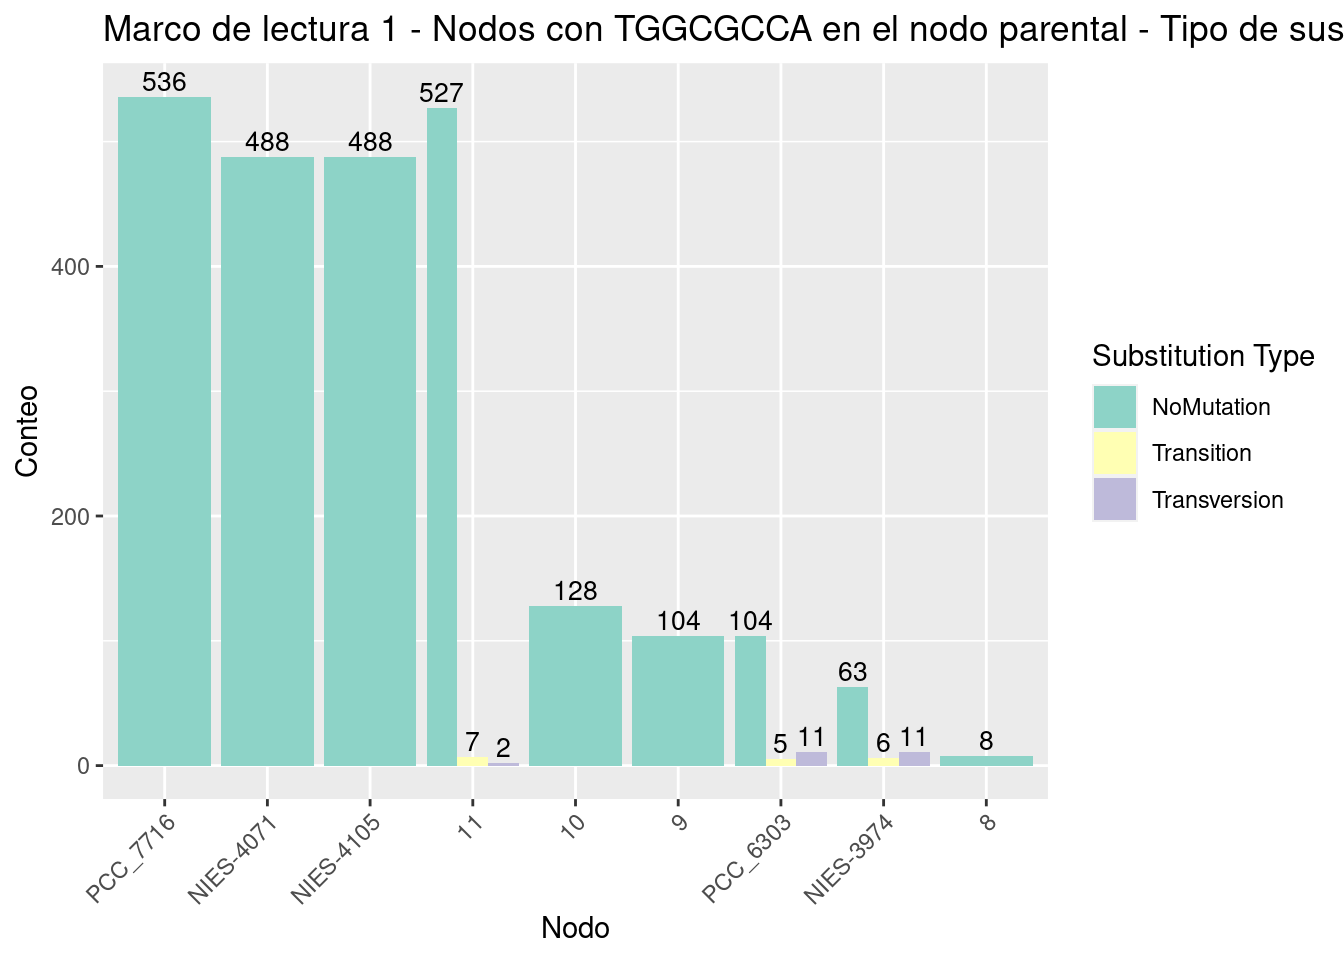 Marco de lectura 1 - Nodos con TGGCGCCA en el nodo parental - Tipo de sus
536
527
488
488
128
104
104
63
7
2
5
11
6
11
8
400
200
0
Conteo
PCC_7716
NIES-4071
NIES-4105
11
10
9
PCC_6303
NIES-3974
8
Nodo
Substitution Type
NoMutation
Transition
Transversion